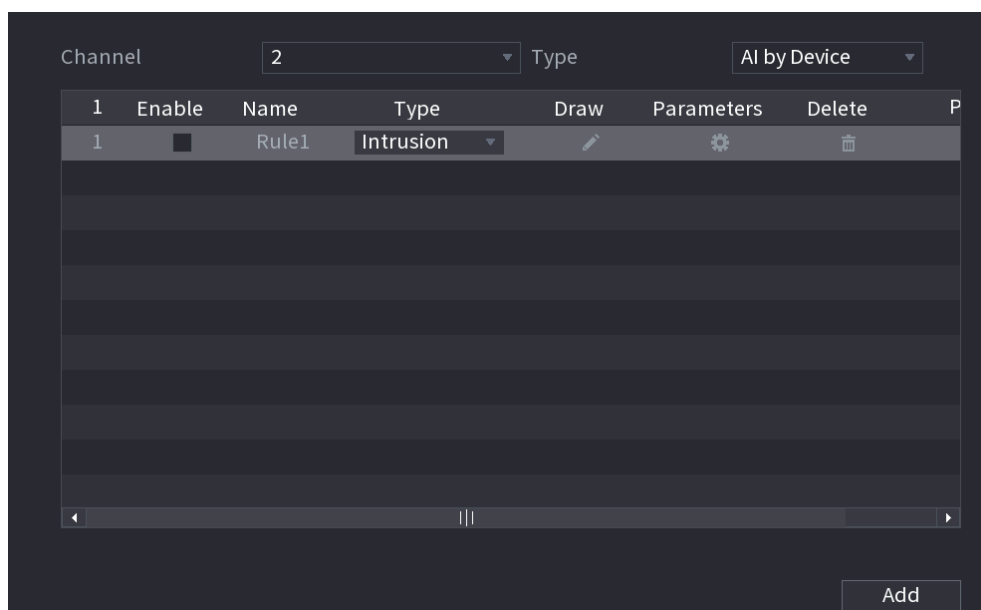 Channel 2 Type AI by Device
1 Enable Name Type Draw Parameters Delete P
1 Rule1 Intrusion
Add